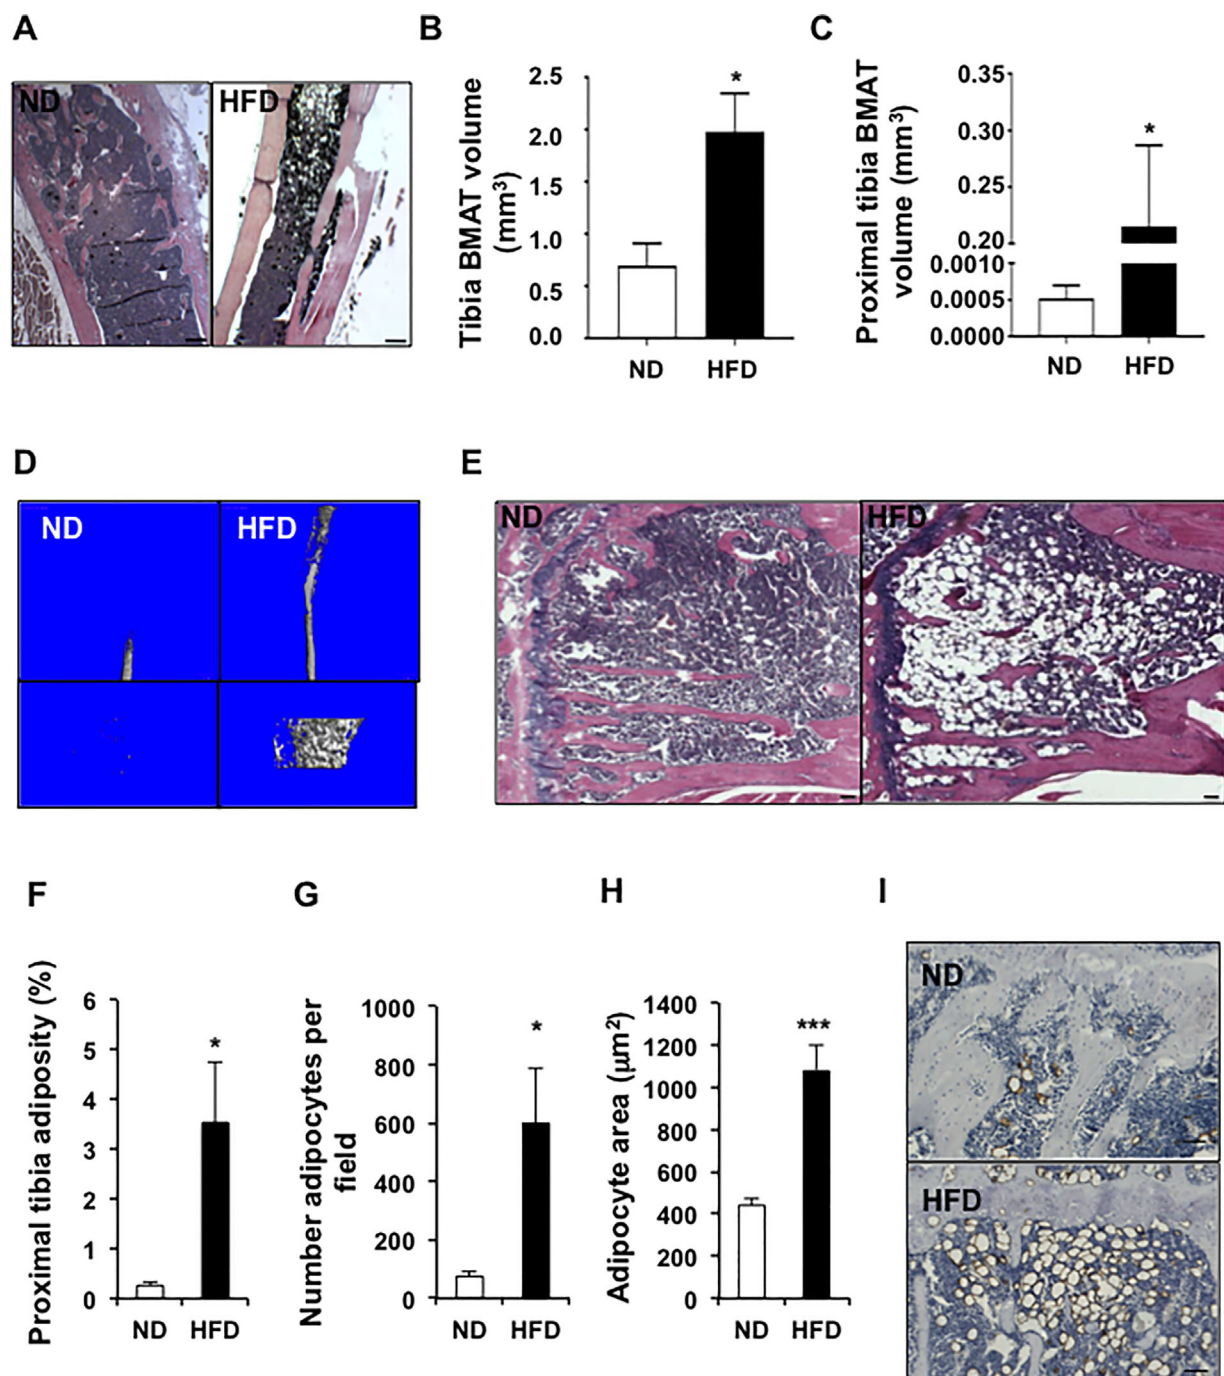 A
ND
HFD
B
Tibia BMAT volume
(mm³)
2.5
2.0
1.5
1.0
0.5
0.0
*
ND
HFD
C
Proximal tibia BMAT
volume (mm³)
0.35
0.30
0.25
0.20
0.0010
0.0005
0.0000
*
ND
HFD
D
ND
HFD
E
ND
HFD
F
Proximal tibia adiposity (%)
6
5
4
3
2
1
0
*
ND
HFD
G
Number adipocytes per
field
1000
800
600
400
200
0
*
ND
HFD
H
Adipocyte area (μm²)
1400
1200
1000
800
600
400
200
0
***
ND
HFD
I
ND
HFD